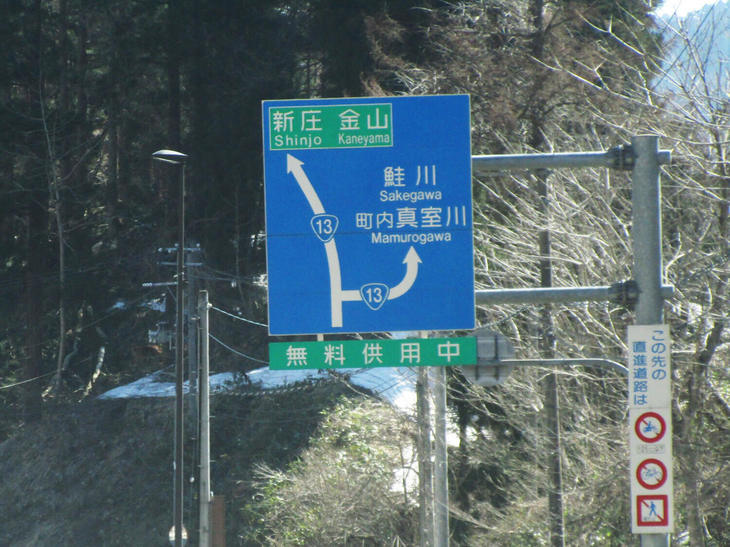 新庄 金山
Shinjo Kaneyama
鮭川
Sakegawa
町内真室川
Mamurogawa
13
13
無料供用中
この先の
直進道路は